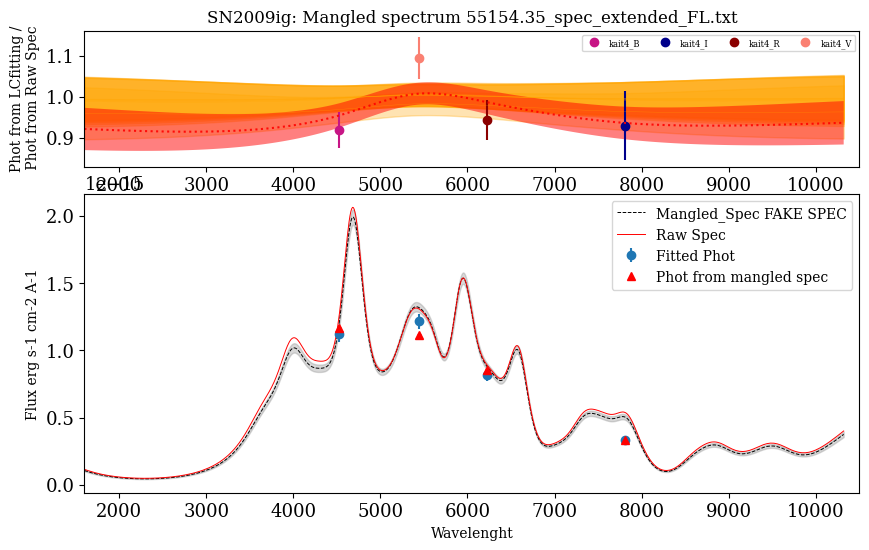 SN2009ig: Mangled spectrum 55154.35_spec_extended_FL.txt
Phot from LCfitting /
Phot from Raw Spec
1.1
1.0
0.9
kait4_B kait4_I kait4_R kait4_V
2000 3000 4000 5000 6000 7000 8000 9000 10000
1e−15
Flux erg s-1 cm-2 A-1
2.0
1.5
1.0
0.5
0.0
Mangled_Spec FAKE SPEC
Raw Spec
Fitted Phot
Phot from mangled spec
2000 3000 4000 5000 6000 7000 8000 9000 10000
Wavelenght